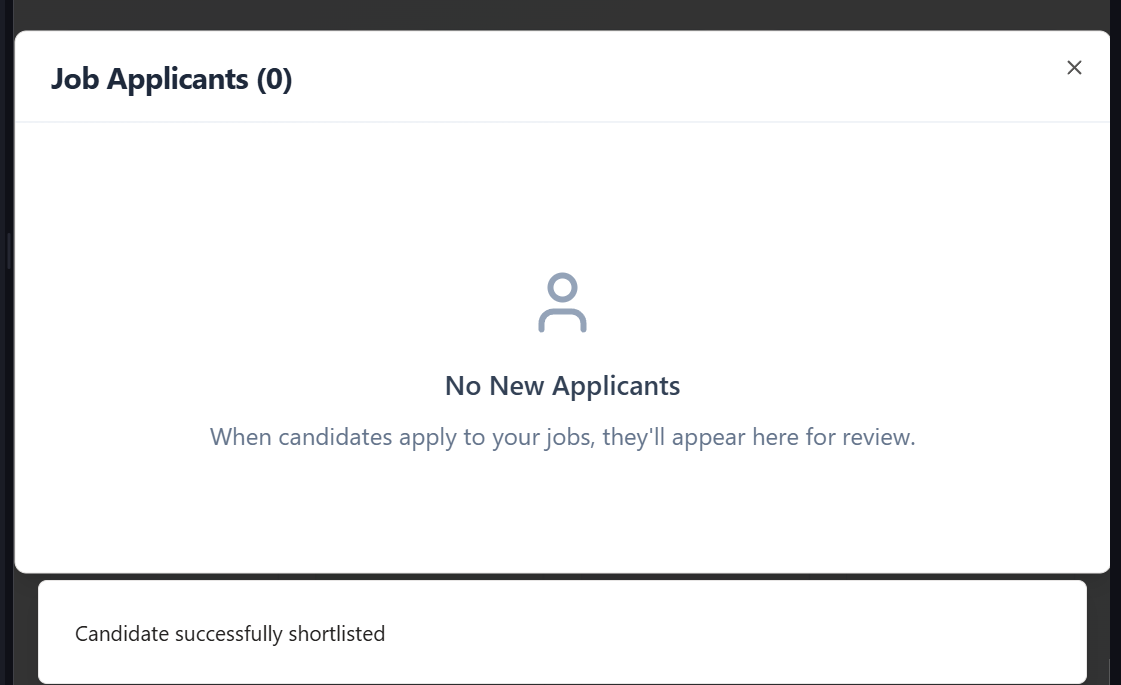 Job Applicants (0)
No New Applicants
When candidates apply to your jobs, they'll appear here for review.
Candidate successfully shortlisted